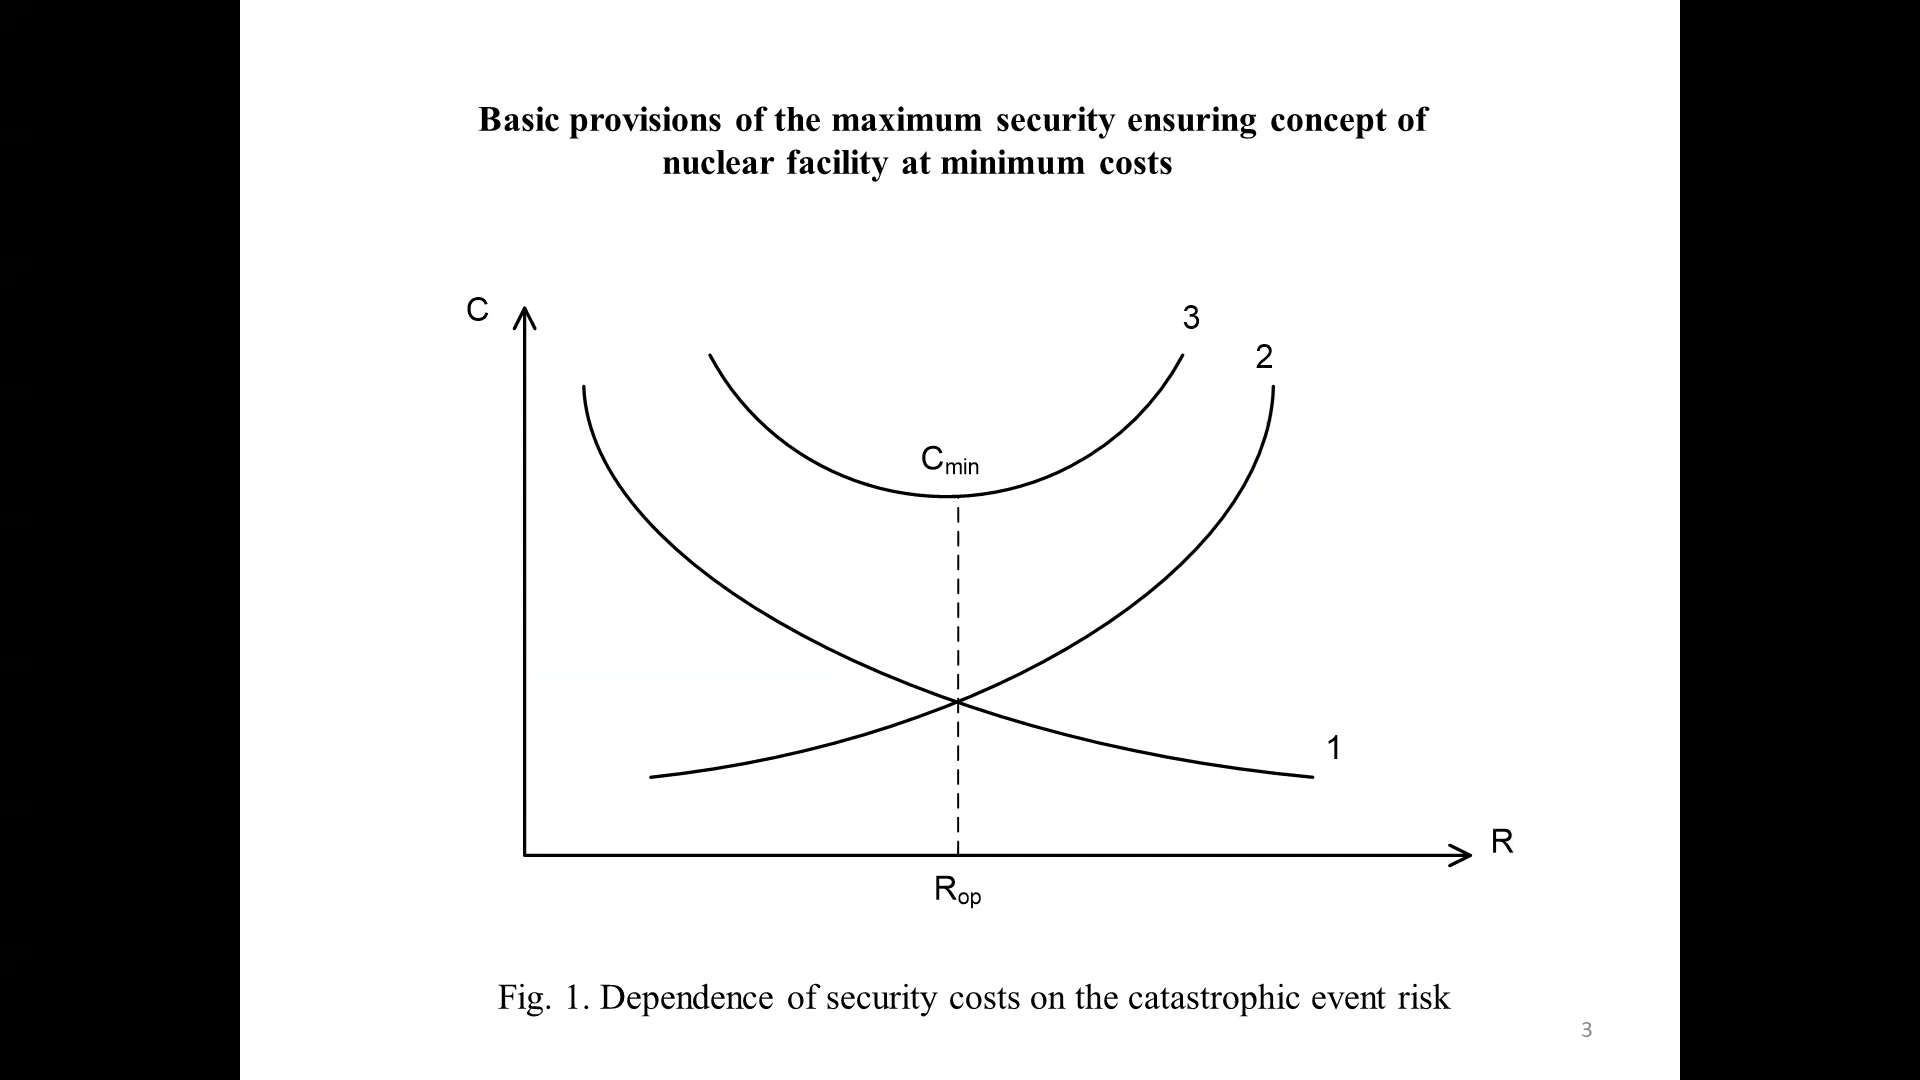 Basic provisions of the maximum security ensuring concept of
nuclear facility at minimum costs
C
3
2
Cmin
1
R
Rop
Fig. 1. Dependence of security costs on the catastrophic event risk
3